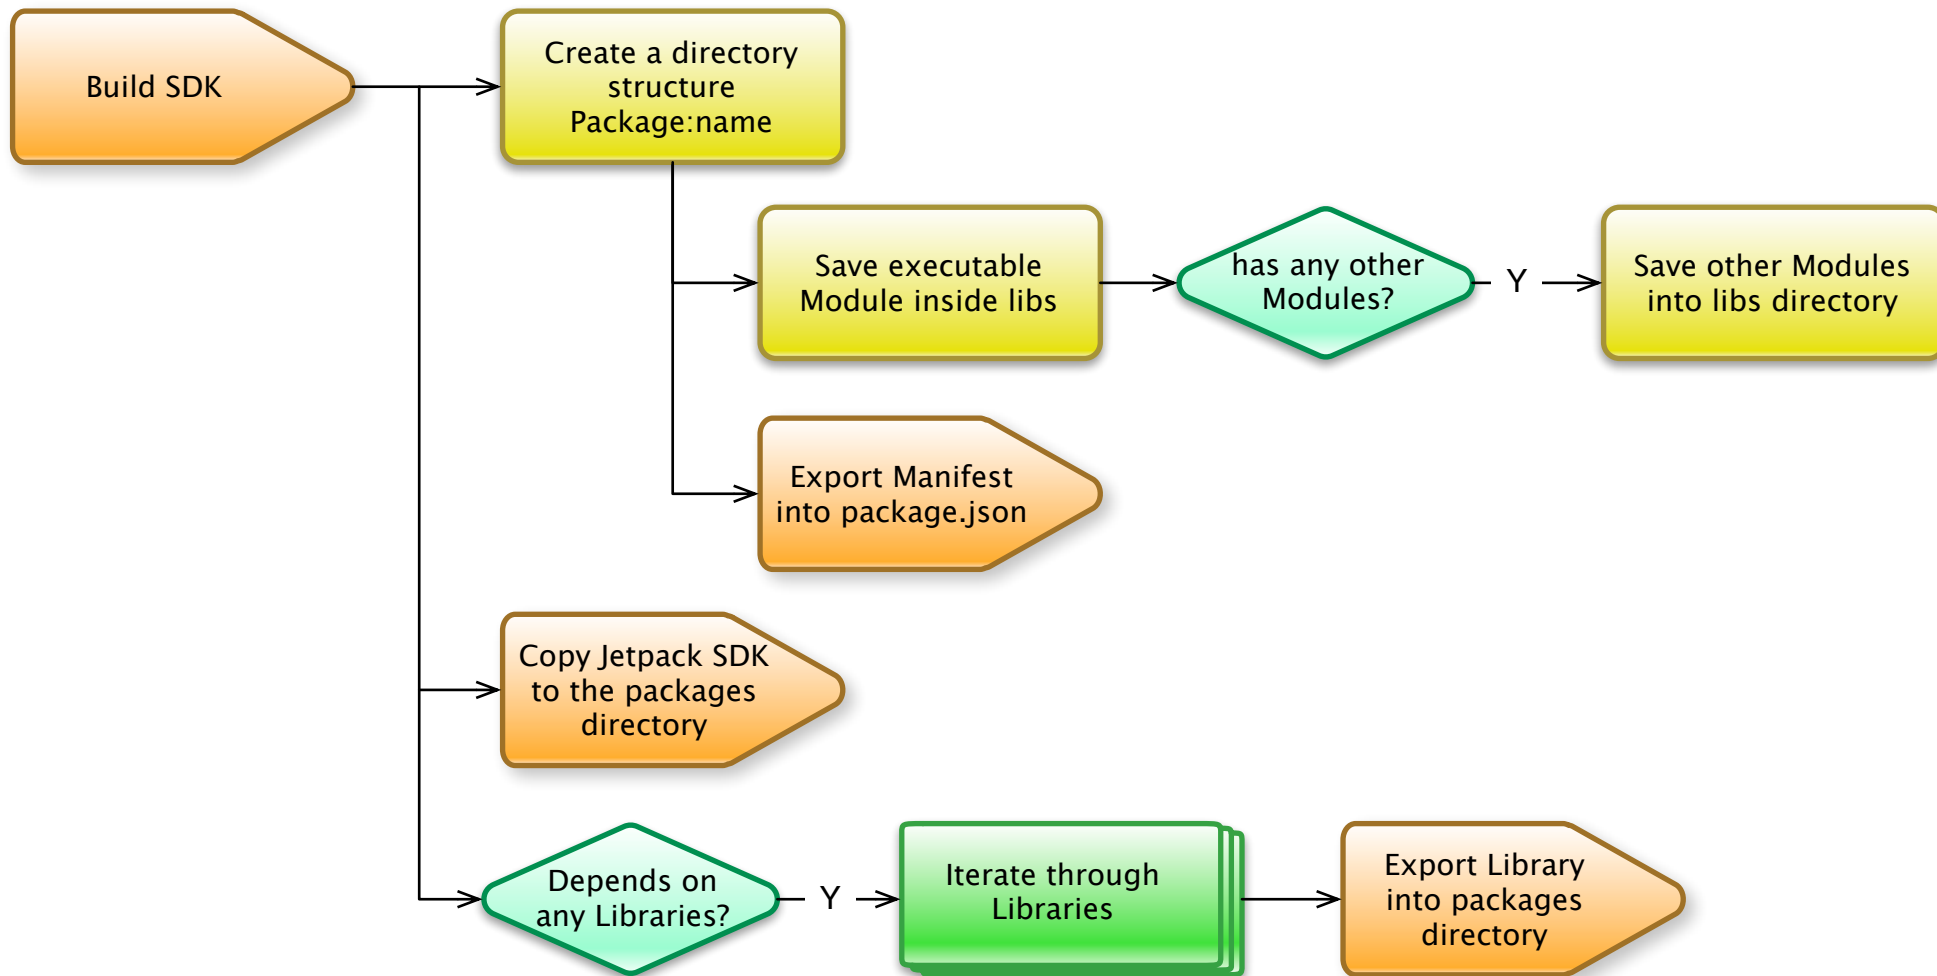 Build SDK
Create a directory
structure
Package:name
Save executable
Module inside libs
has any other
Modules?
Y
Save other Modules
into libs directory
Export Manifest
into package.json
Copy Jetpack SDK
to the packages
directory
Depends on
any Libraries?
Y
Iterate through
Libraries
Export Library
into packages
directory